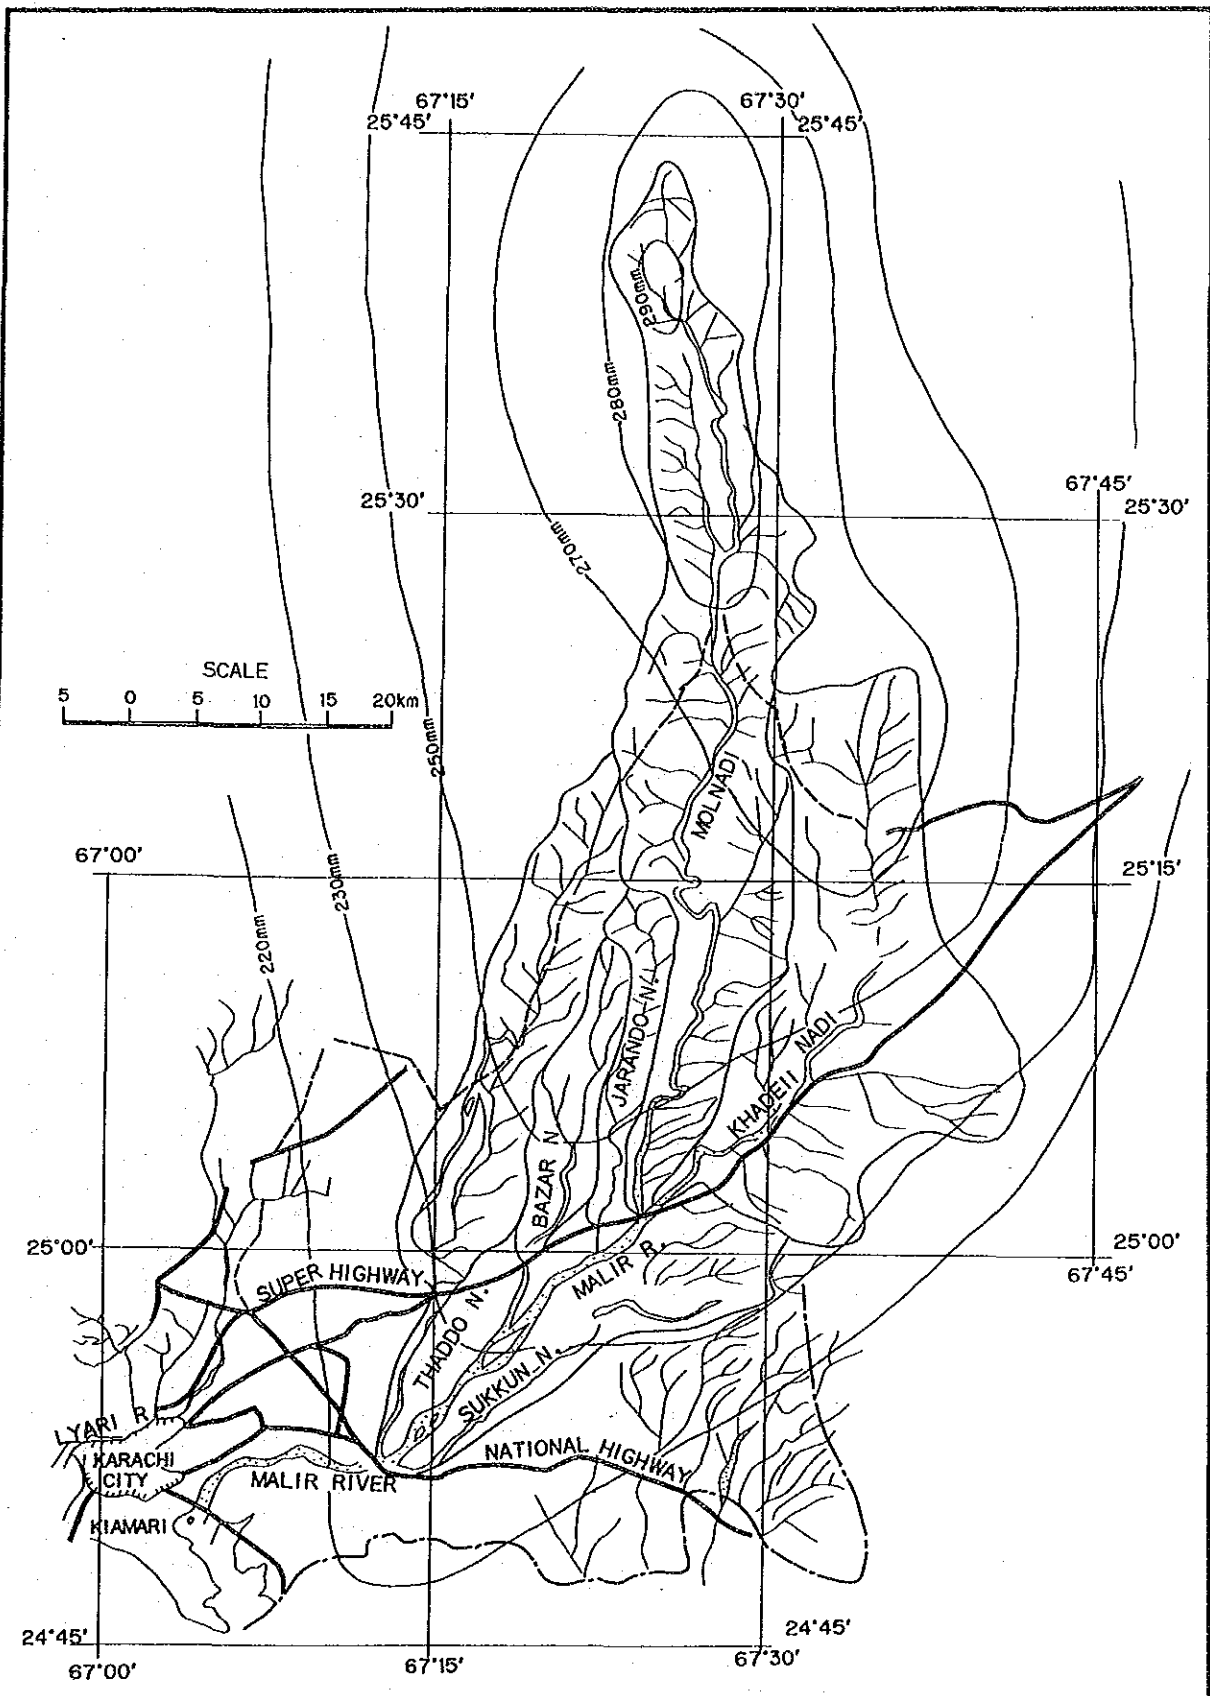 67°15'
67°30'
25°45'
25°45'
290mm
280mm
67°45'
25°30'
25°30'
270mm
SCALE
5 0 5 10 15 20km
250mm
MOLNADI
67°00'
25°15'
230mm
220mm
JARANDO N.
KHADEJI NADI
BAZAR N
25°00'
25°00'
MALIR R.
67°45'
SUPER HIGHWAY
THADDO N.
SUKKUN N.
LYARI R.
KARACHI
CITY
NATIONAL HIGHWAY
MALIR RIVER
KIAMARI
24°45'
24°45'
67°00'
67°15'
67°30'